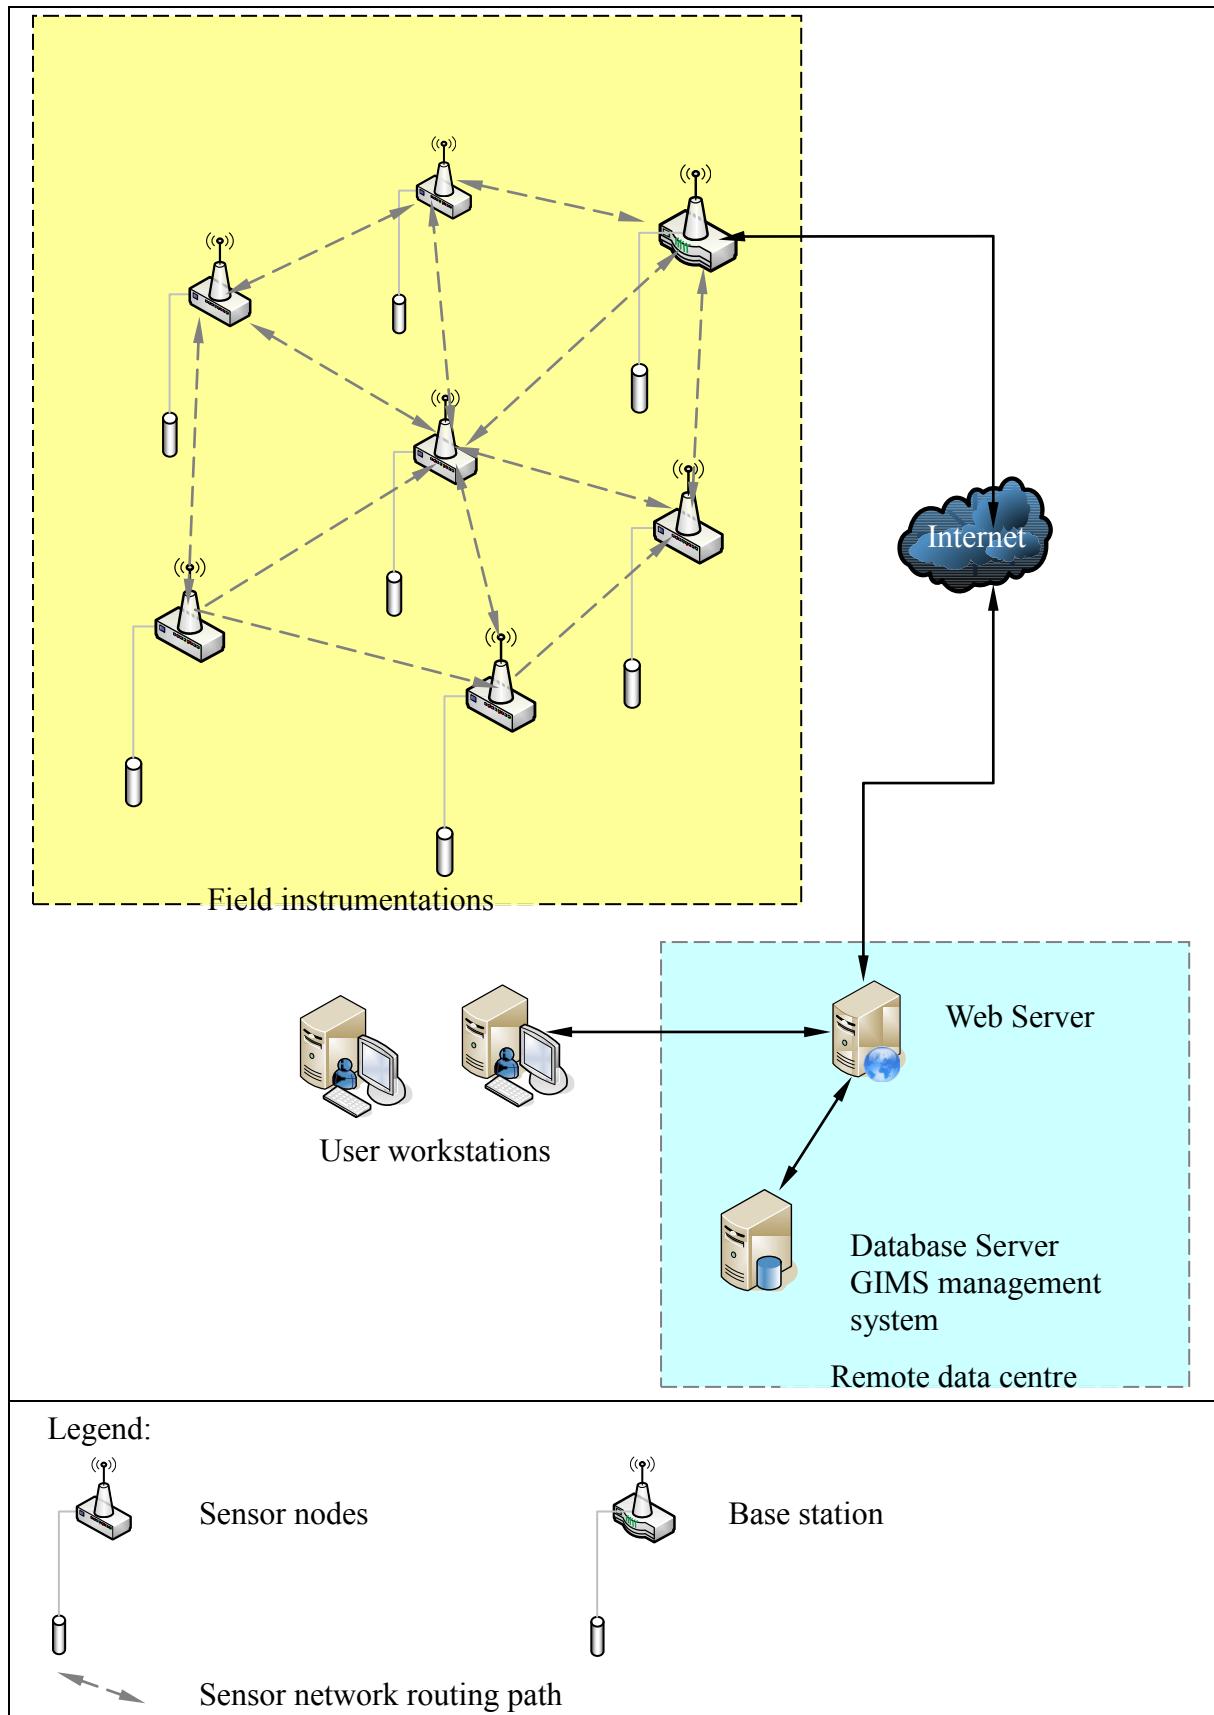 Internet
Field instrumentations
Web Server
User workstations
Database Server
GIMS management
system
Remote data centre
Legend:
Sensor nodes
Base station
Sensor network routing path